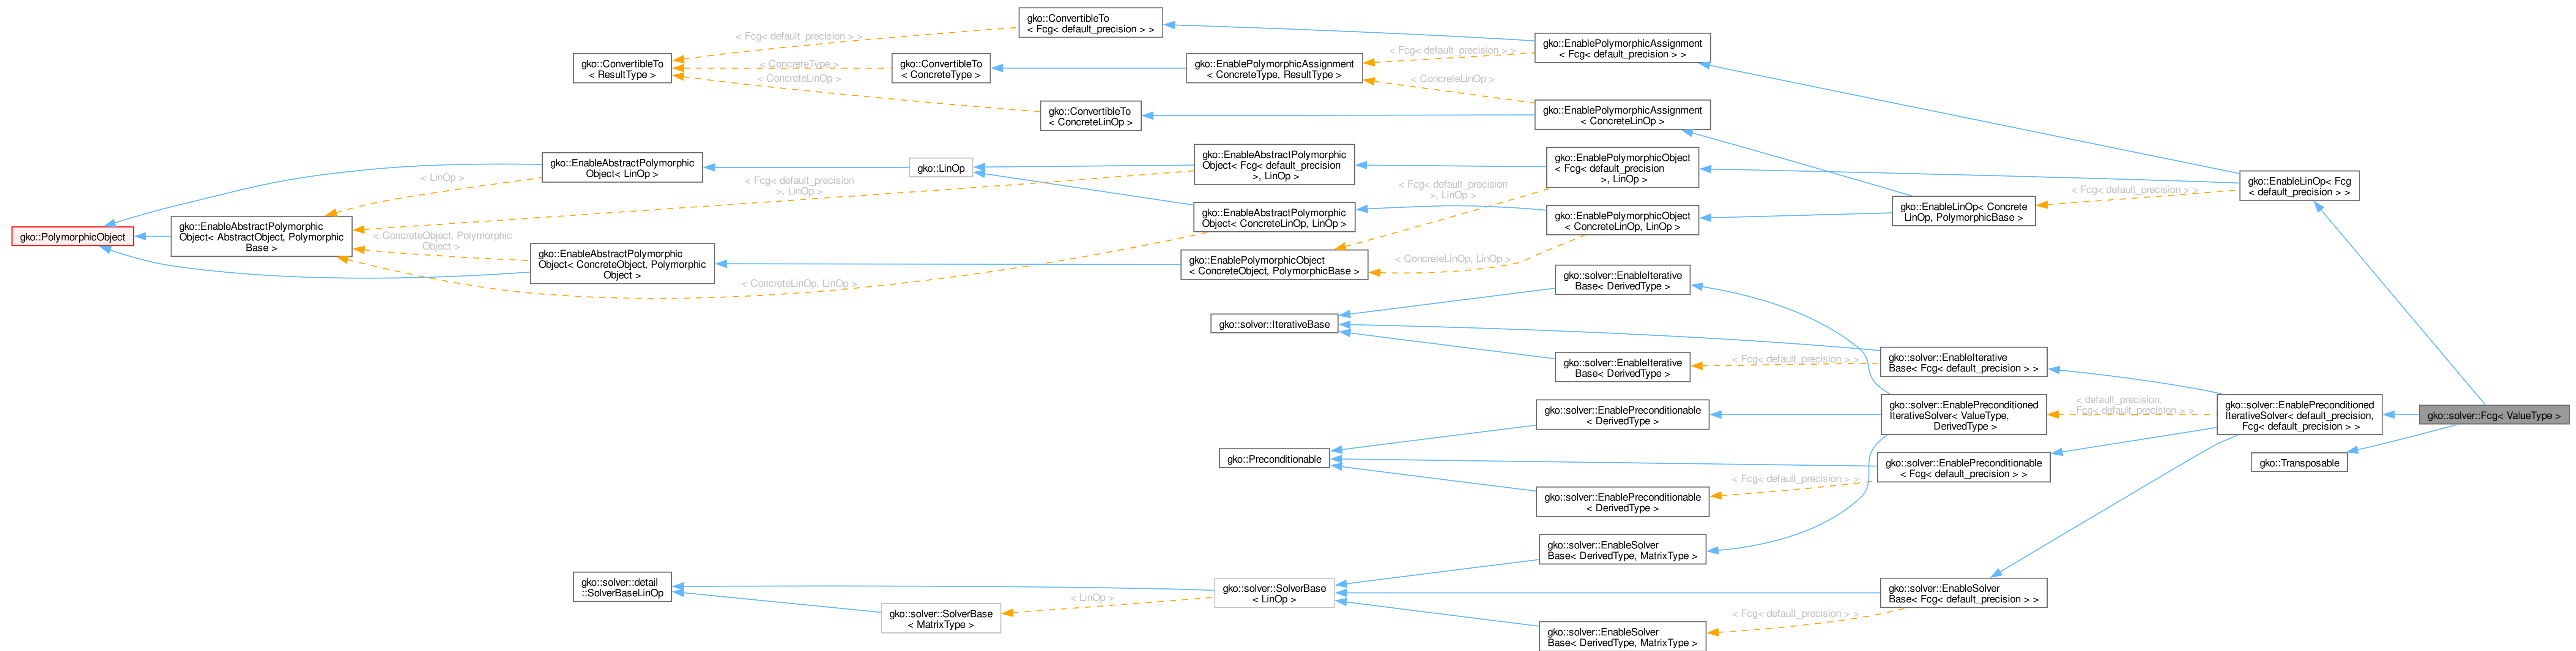 gko::ConvertibleTo
< Fcg< default_precision > >
< Fcg< default_precision > >
gko::EnablePolymorphicAssignment
< Fcg< default_precision > >
< Fcg< default_precision > >
gko::ConvertibleTo
< ResultType >
< ConcreteType >
gko::ConvertibleTo
< ConcreteType >
gko::EnablePolymorphicAssignment
< ConcreteType, ResultType >
< ConcreteLinOp >
< ConcreteLinOp >
gko::ConvertibleTo
< ConcreteLinOp >
gko::EnablePolymorphicAssignment
< ConcreteLinOp >
gko::EnableAbstractPolymorphic
Object< LinOp >
gko::LinOp
gko::EnableAbstractPolymorphic
Object< Fcg< default_precision
>, LinOp >
gko::EnablePolymorphicObject
< Fcg< default_precision
>, LinOp >
gko::EnableLinOp< Fcg
< default_precision > >
< LinOp >
< Fcg< default_precision
>, LinOp >
< Fcg< default_precision
>, LinOp >
< Fcg< default_precision > >
gko::EnableLinOp< Concrete
LinOp, PolymorphicBase >
gko::EnableAbstractPolymorphic
Object< ConcreteLinOp, LinOp >
gko::EnablePolymorphicObject
< ConcreteLinOp, LinOp >
gko::PolymorphicObject
gko::EnableAbstractPolymorphic
Object< AbstractObject, Polymorphic
Base >
< ConcreteObject, Polymorphic
Object >
gko::EnableAbstractPolymorphic
Object< ConcreteObject, Polymorphic
Object >
gko::EnablePolymorphicObject
< ConcreteObject, PolymorphicBase >
< ConcreteLinOp, LinOp >
< ConcreteLinOp, LinOp >
gko::solver::EnableIterative
Base< DerivedType >
gko::solver::IterativeBase
gko::solver::EnableIterative
Base< DerivedType >
< Fcg< default_precision > >
gko::solver::EnableIterative
Base< Fcg< default_precision > >
gko::solver::EnablePreconditionable
< DerivedType >
gko::solver::EnablePreconditioned
IterativeSolver< ValueType,
DerivedType >
< default_precision,
Fcg< default_precision > >
gko::solver::EnablePreconditioned
IterativeSolver< default_precision,
Fcg< default_precision > >
gko::solver::Fcg< ValueType >
gko::Preconditionable
gko::solver::EnablePreconditionable
< Fcg< default_precision > >
gko::Transposable
< Fcg< default_precision > >
gko::solver::EnablePreconditionable
< DerivedType >
gko::solver::EnableSolver
Base< DerivedType, MatrixType >
gko::solver::detail
::SolverBaseLinOp
gko::solver::SolverBase
< LinOp >
gko::solver::EnableSolver
Base< Fcg< default_precision > >
< LinOp >
gko::solver::SolverBase
< MatrixType >
< Fcg< default_precision > >
gko::solver::EnableSolver
Base< DerivedType, MatrixType >